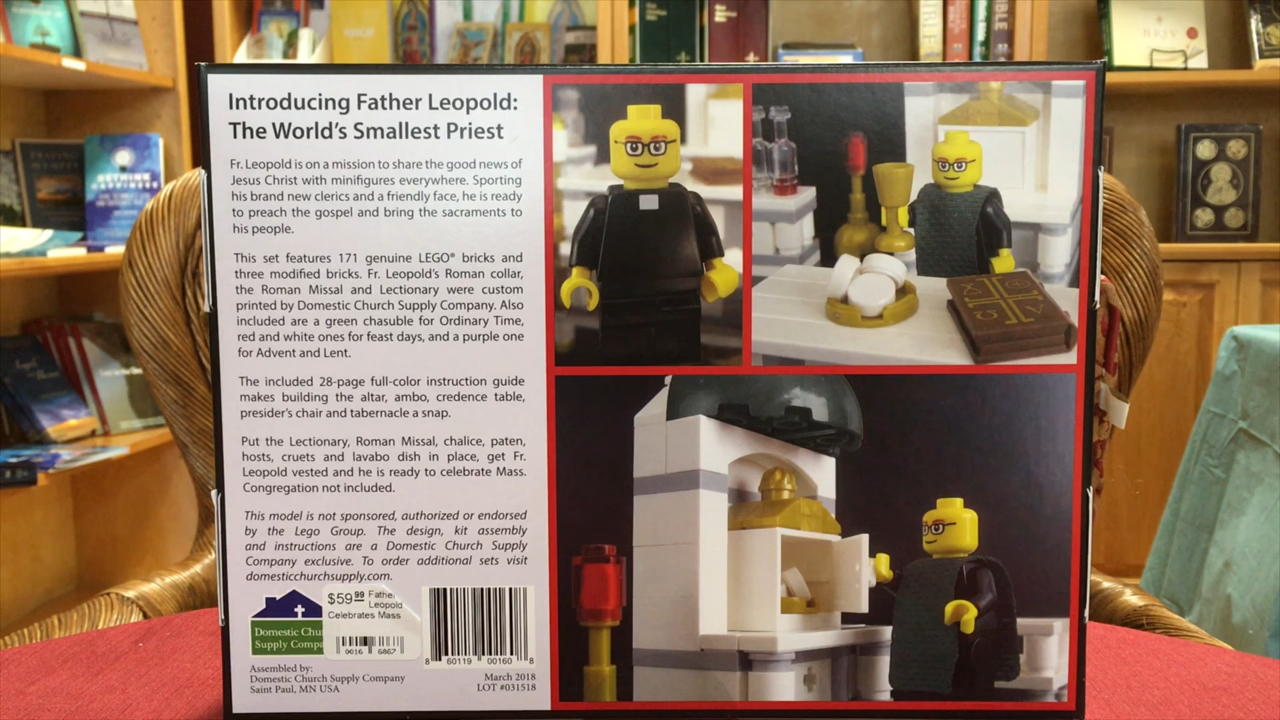 Introducing Father Leopold:
The World's Smallest Priest
Fr. Leopold is on a mission to share the good news of
Jesus Christ with minifigures everywhere. Sporting
his brand new clerics and a friendly face, he is ready
to preach the gospel and bring the sacraments to
his people.
This set features 171 genuine LEGO® bricks and
three modified bricks. Fr. Leopold's Roman collar,
the Roman Missal and Lectionary were custom
printed by Domestic Church Supply Company. Also
included are a green chasuble for Ordinary Time,
red and white ones for feast days, and a purple one
for Advent and Lent.
The included 28-page full-color instruction guide
makes building the altar, ambo, credence table,
presider's chair and tabernacle a snap.
Put the Lectionary, Roman Missal, chalice, paten,
hosts, cruets and lavabo dish in place, get Fr.
Leopold vested and he is ready to celebrate Mass.
Congregation not included.
This model is not sponsored, authorized or endorsed
by the Lego Group. The design, kit assembly
and instructions are a Domestic Church Supply
Company exclusive. To order additional sets visit
domesticchurchsupply.com.
$59.99 Father
Leopold
Celebrates Mass
0016 6867
Domestic Chu
Supply Compa
8 60119 00160 8
Assembled by:
Domestic Church Supply Company
Saint Paul, MN USA
March 2018
LOT #031518
NRSV
BIBLE